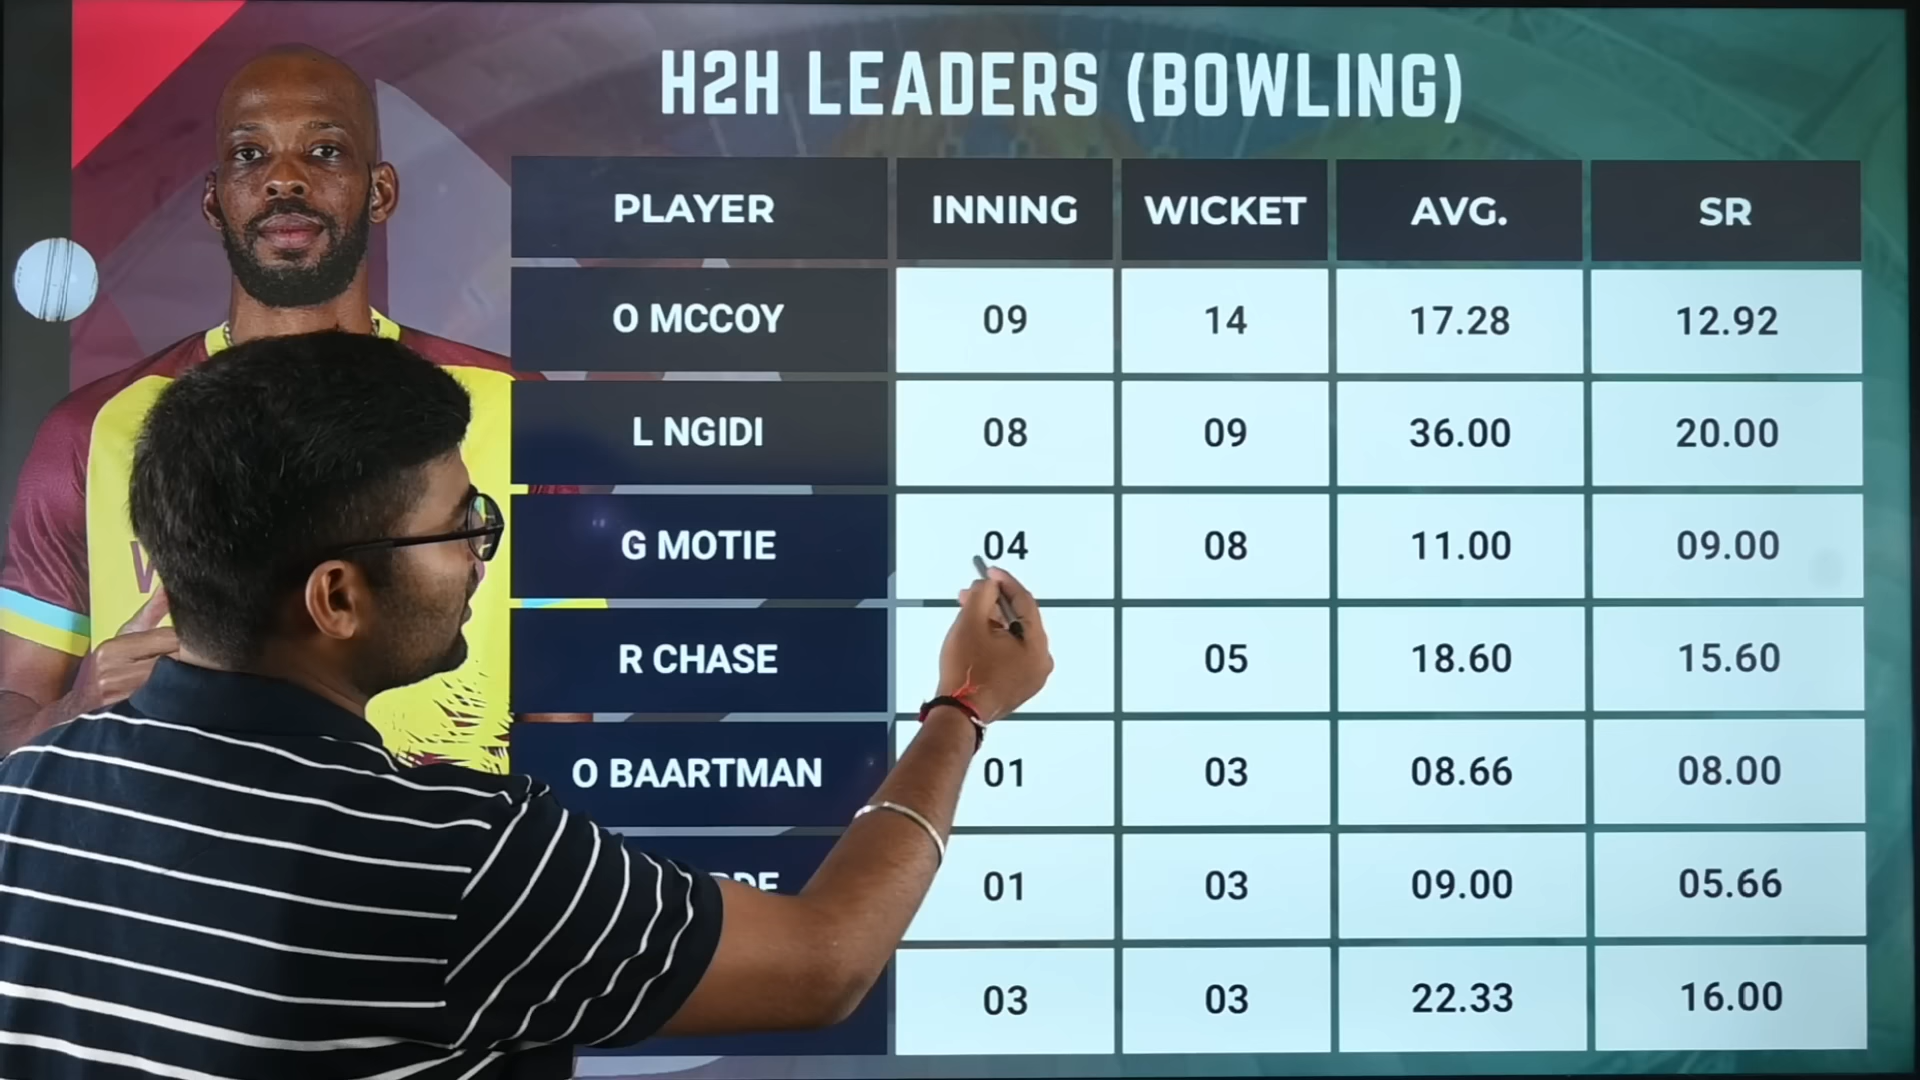 H2H LEADERS (BOWLING)
PLAYER INNING WICKET AVG. SR
O MCCOY 09 14 17.28 12.92
L NGIDI 08 09 36.00 20.00
G MOTIE 04 08 11.00 09.00
R CHASE 05 18.60 15.60
O BAARTMAN 01 03 08.66 08.00
01 03 09.00 05.66
03 03 22.33 16.00